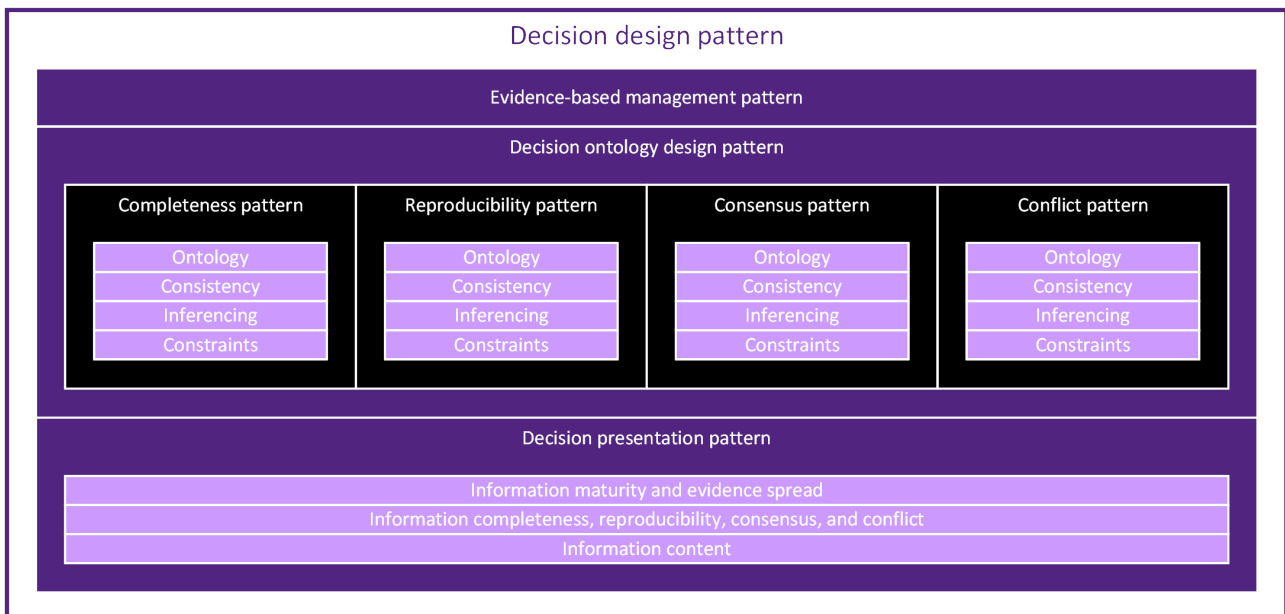 Decision design pattern
Evidence-based management pattern
Decision ontology design pattern
Completeness pattern
Ontology
Consistency
Inferencing
Constraints
Reproducibility pattern
Ontology
Consistency
Inferencing
Constraints
Consensus pattern
Ontology
Consistency
Inferencing
Constraints
Conflict pattern
Ontology
Consistency
Inferencing
Constraints
Decision presentation pattern
Information maturity and evidence spread
Information completeness, reproducibility, consensus, and conflict
Information content